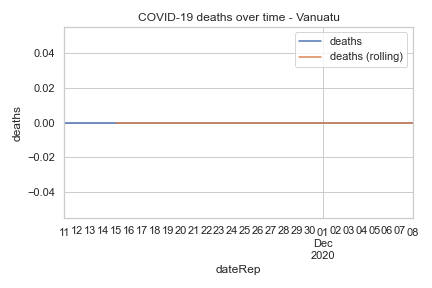 COVID-19 deaths over time - Vanuatu
deaths
deaths (rolling)
0.04
0.02
0.00
−0.02
−0.04
deaths
11 12 13 14 15 16 17 18 19 20 21 22 23 24 25 26 27 28 29 30 01 02 03 04 05 06 07 08
Dec
2020
dateRep